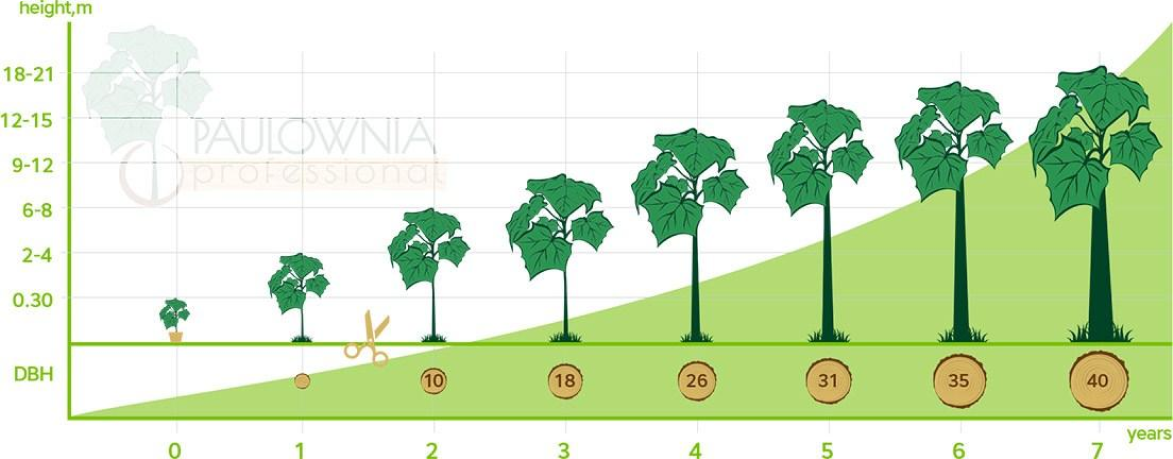 height,m
18-21
12-15
PAULOWNIA
9-12
professional
6-8
2-4
0.30
DBH
10 18 26 31 35 40
years
0 1 2 3 4 5 6 7